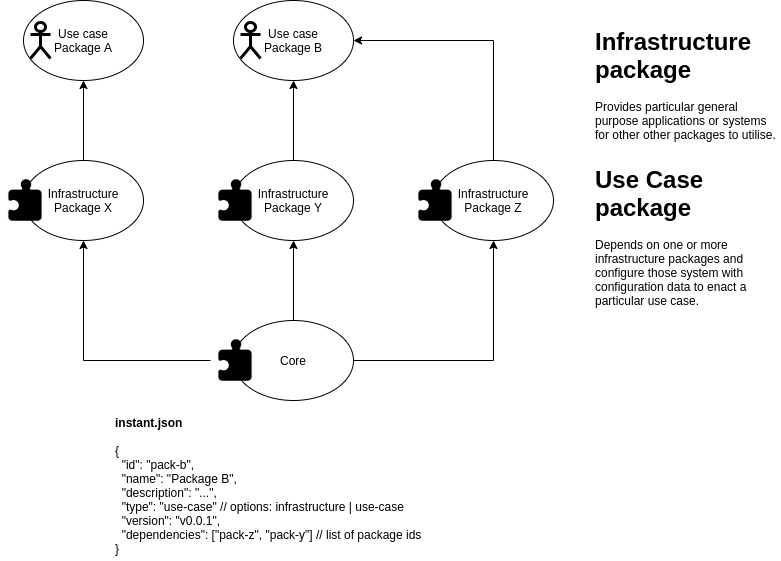 Use case
Package A
Use case
Package B
Infrastructure
Package X
Infrastructure
Package Y
Infrastructure
Package Z
Core
Infrastructure
package
Provides particular general
purpose applications or systems
for other other packages to utilise.
Use Case
package
Depends on one or more
infrastructure packages and
configure those system with
configuration data to enact a
particular use case.
instant.json
{
  "id": "pack-b",
  "name": "Package B",
  "description": "...",
  "type": "use-case" // options: infrastructure | use-case
  "version": "v0.0.1",
  "dependencies": ["pack-z", "pack-y"] // list of package ids
}